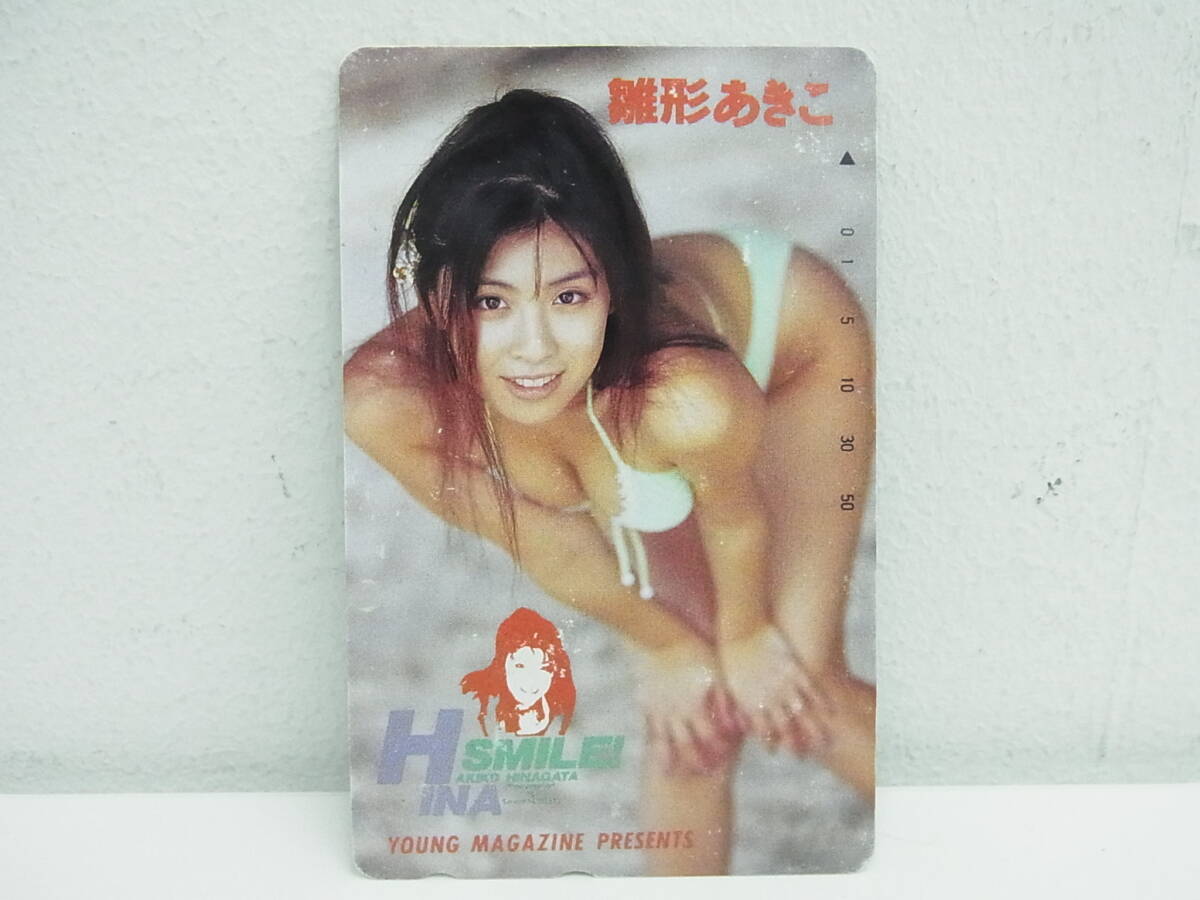 雛形あきこ
▲
0
1
5
10
30
50
H SMILE!
AKIKO HINAGATA
INA
YOUNG MAGAZINE PRESENTS